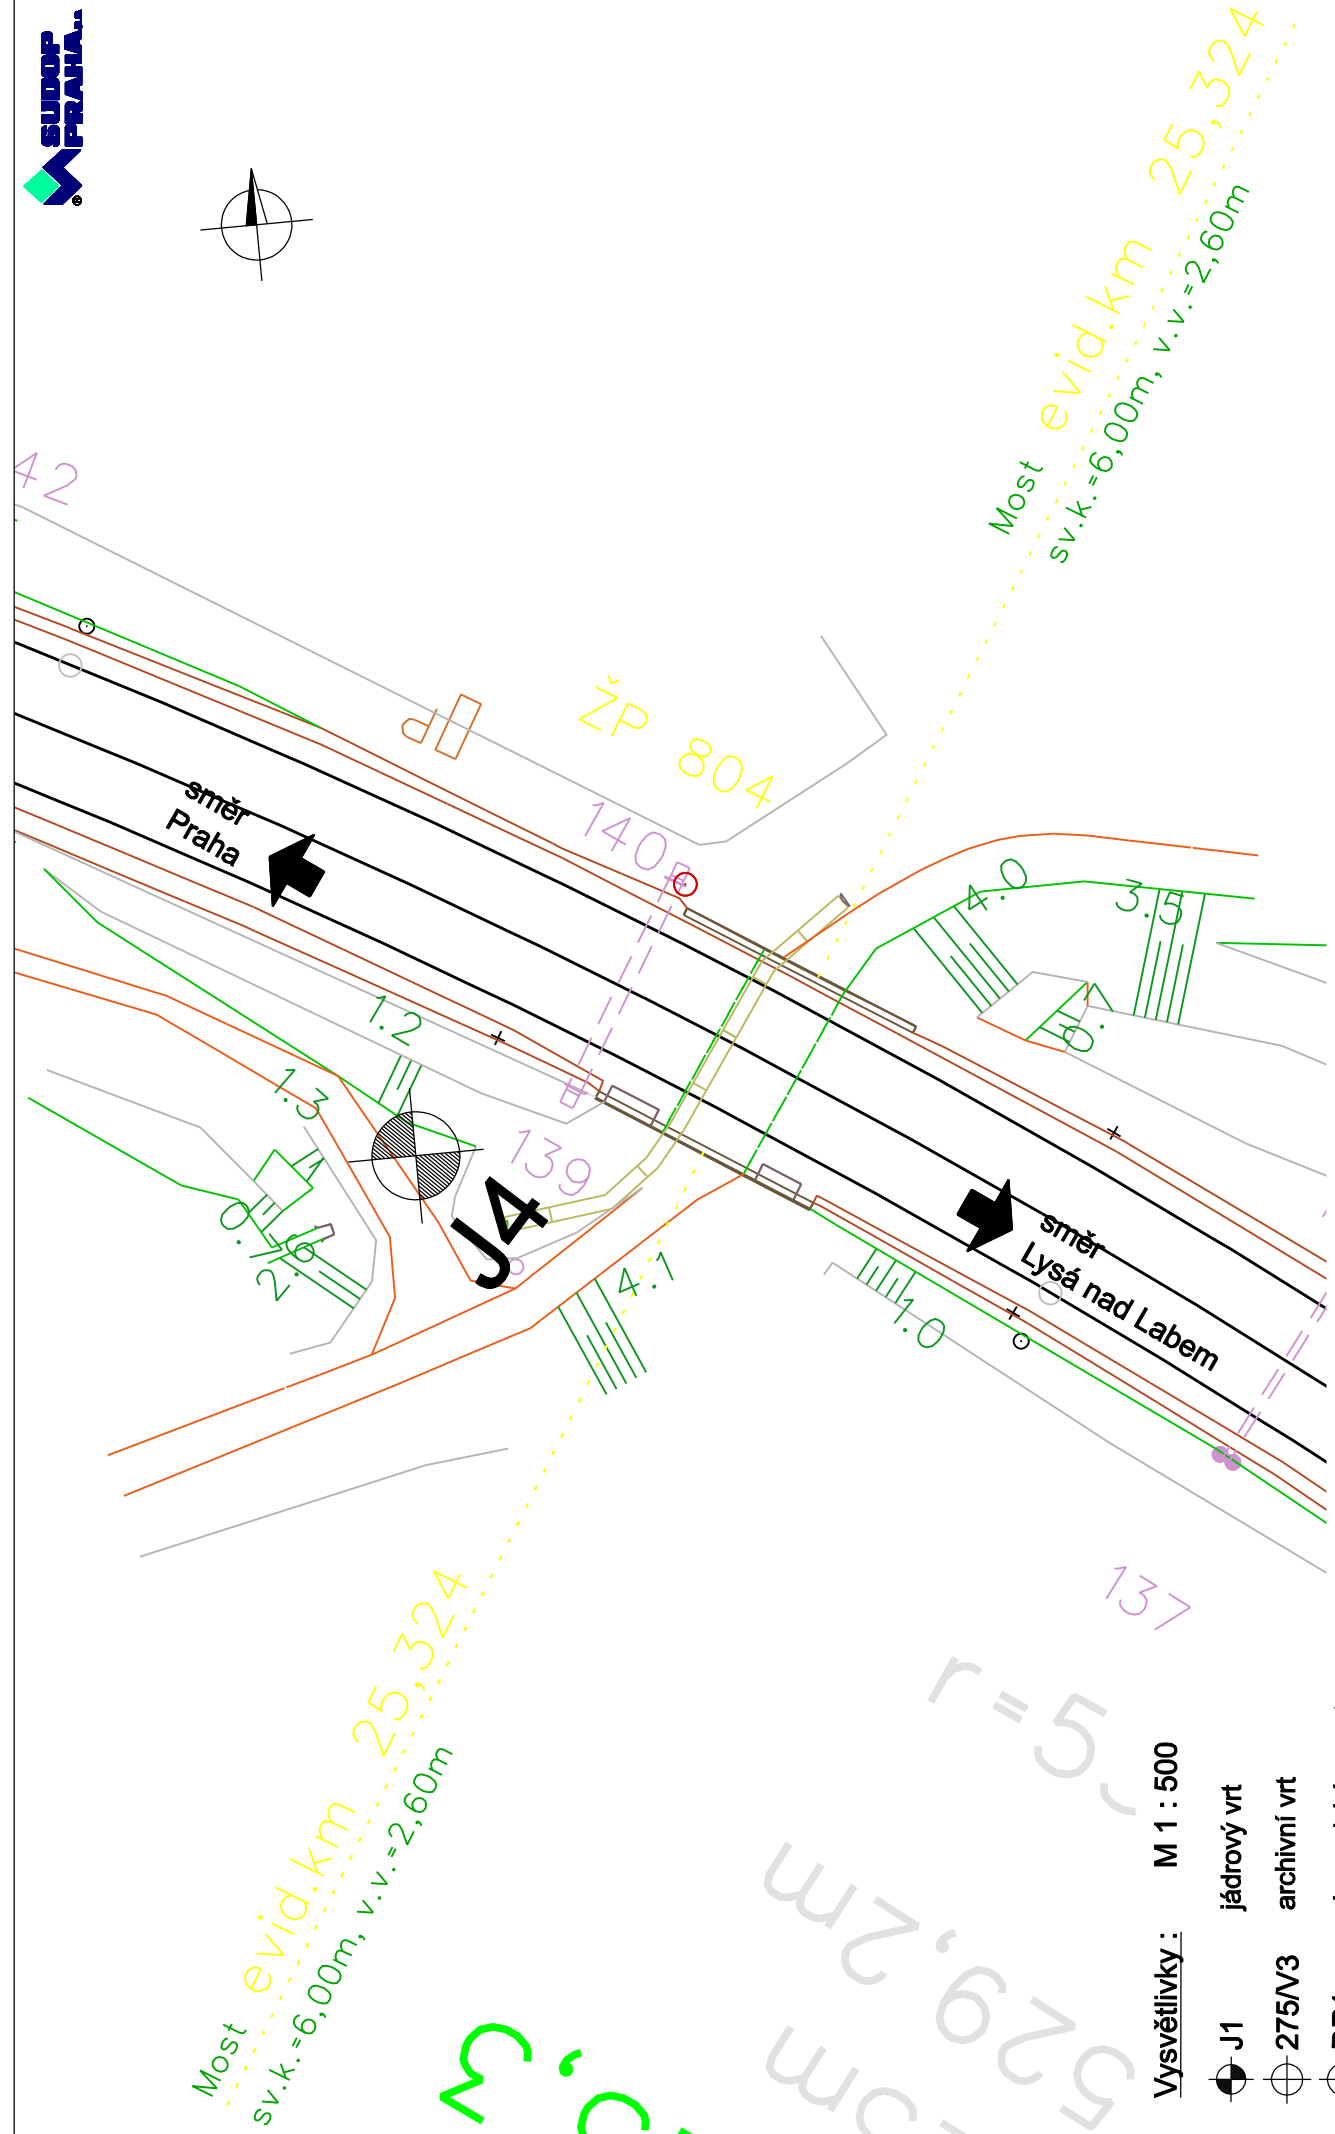 SUDOP
PRAHA a.s.
®
42
Most evid.km 25,324
sv.k.=6,00m, v.v.=2,60m
ŽP 804
směr
Praha
140
4.0
3.5
1.2
1.3
139
J4
4.1
1.0
směr
Lysá nad Labem
137
Most evid.km 25,324
sv.k.=6,00m, v.v.=2,60m
r=5
529,2m
Vysvětlivky : M 1 : 500
J1 jádrový vrt
275/V3 archivní vrt